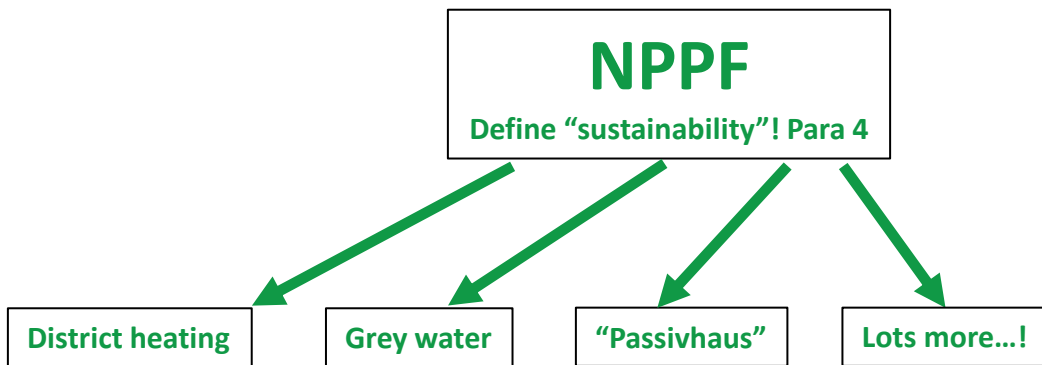 NPPF
Define “sustainability”! Para 4
District heating
Grey water
“Passivhaus”
Lots more…!